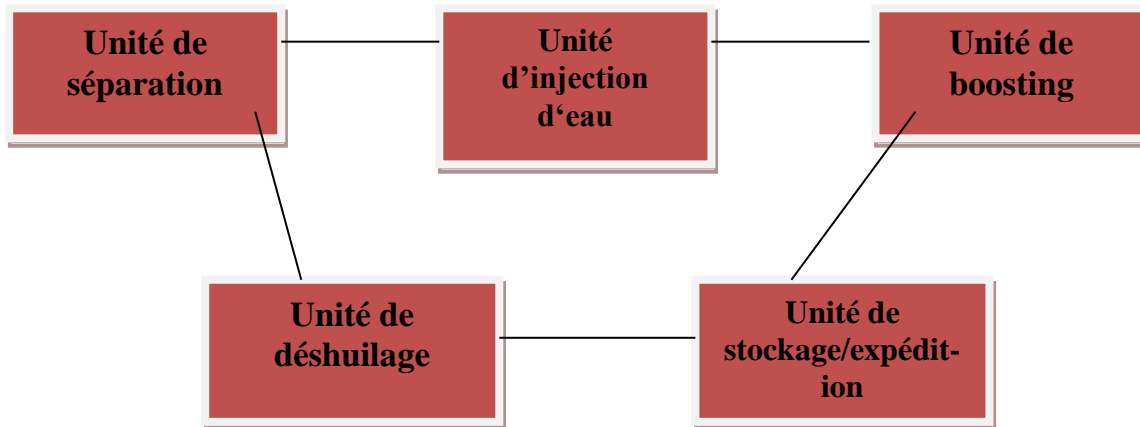 Unité de
séparation
Unité
d’injection
d‘eau
Unité de
boosting
Unité de
déshuilage
Unité de
stockage/expédit-
ion